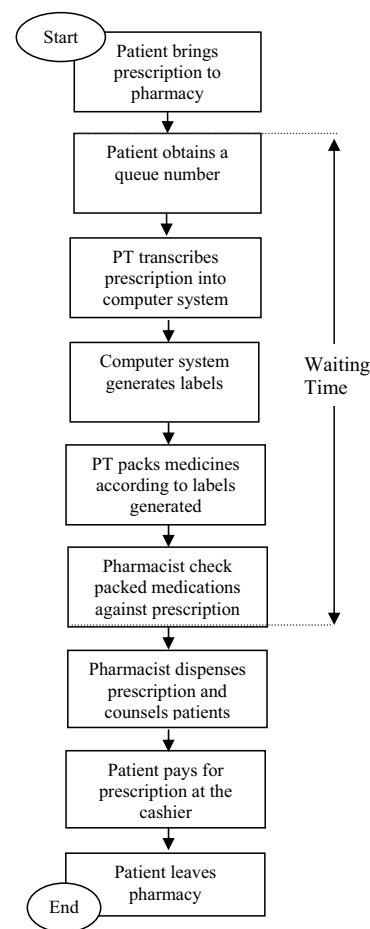 Start
Patient brings
prescription to
pharmacy
Patient obtains a
queue number
PT transcribes
prescription into
computer system
Computer system
generates labels
Waiting
Time
PT packs medicines
according to labels
generated
Pharmacist check
packed medications
against prescription
Pharmacist dispenses
prescription and
counsels patients
Patient pays for
prescription at the
cashier
Patient leaves
pharmacy
End